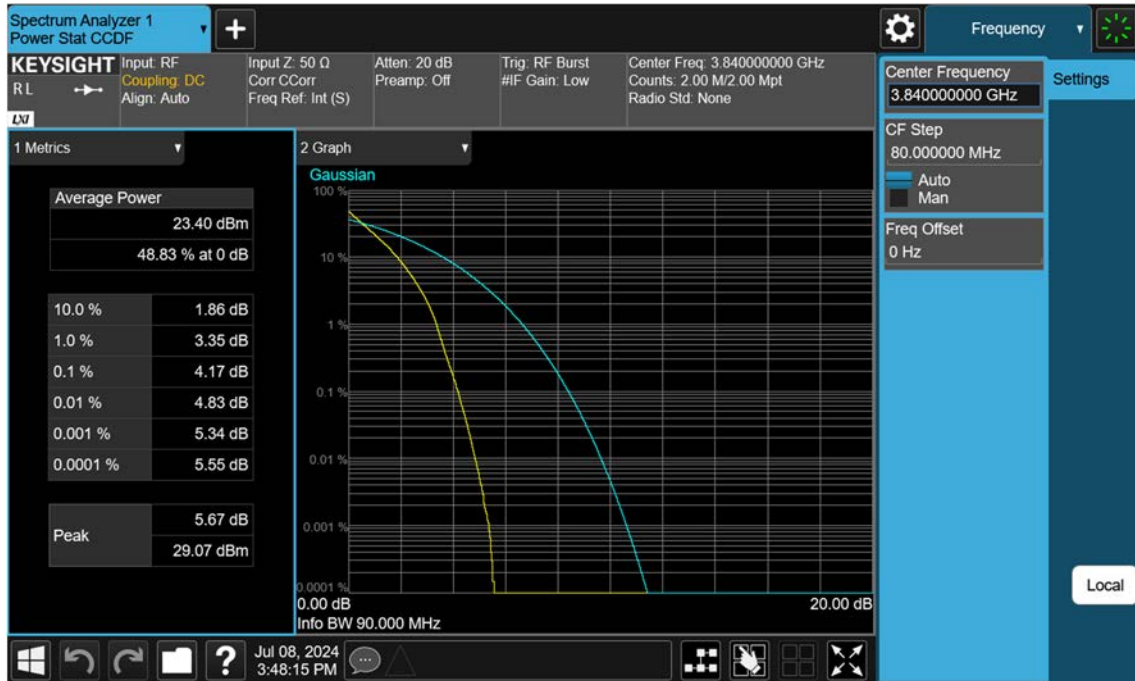 Spectrum Analyzer 1
Power Stat CCDF
Frequency
KEYSIGHT
R L
LXI
Input: RF
Coupling: DC
Align: Auto
Input Z: 50 Ω
Corr CCorr
Freq Ref: Int (S)
Atten: 20 dB
Preamp: Off
Trig: RF Burst
#IF Gain: Low
Center Freq: 3.840000000 GHz
Counts: 2.00 M/2.00 Mpt
Radio Std: None
Center Frequency
3.840000000 GHz
Settings
CF Step
80.000000 MHz
Auto
Man
Freq Offset
0 Hz
Local
1 Metrics
Average Power
23.40 dBm
48.83 % at 0 dB
10.0 % 1.86 dB
1.0 % 3.35 dB
0.1 % 4.17 dB
0.01 % 4.83 dB
0.001 % 5.34 dB
0.0001 % 5.55 dB
Peak
5.67 dB
29.07 dBm
2 Graph
Gaussian
100 %
10 %
1 %
0.1 %
0.01 %
0.001 %
0.0001 %
0.00 dB 20.00 dB
Info BW 90.000 MHz
?
Jul 08, 2024
3:48:15 PM